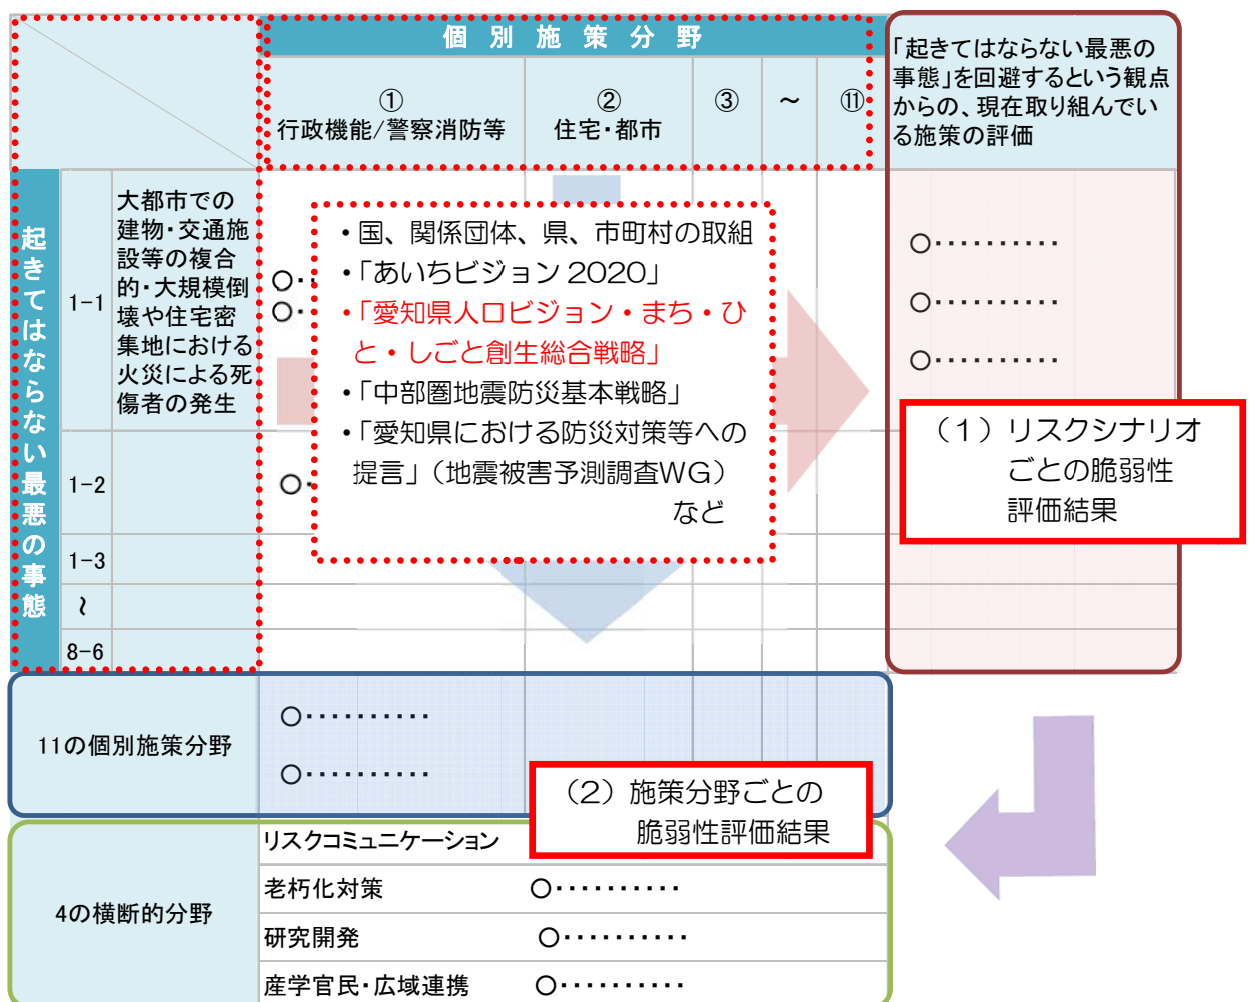 個別施策分野
①
行政機能/警察消防等
②
住宅・都市
③
～
⑪
「起きてはならない最悪の
事態」を回避するという観点
からの、現在取り組んでい
る施策の評価
起きてはならない最悪の事態
1-1
大都市での
建物・交通施
設等の複合
的・大規模倒
壊や住宅密
集地における
火災による死
傷者の発生
○‥
○‥
・国、関係団体、県、市町村の取組
・「あいちビジョン 2020」
・「愛知県人口ビジョン・まち・ひ
と・しごと創生総合戦略」
・「中部圏地震防災基本戦略」
・「愛知県における防災対策等への
提言」（地震被害予測調査WG）
など
○‥‥‥‥‥
○‥‥‥‥‥
○‥‥‥‥‥
（1）リスクシナリオ
ごとの脆弱性
評価結果
1-2
○‥
1-3
～
8-6
11の個別施策分野
○‥‥‥‥‥
○‥‥‥‥‥
（2）施策分野ごとの
脆弱性評価結果
4の横断的分野
リスクコミュニケーション
老朽化対策
○‥‥‥‥‥
研究開発
○‥‥‥‥‥
産学官民・広域連携
○‥‥‥‥‥